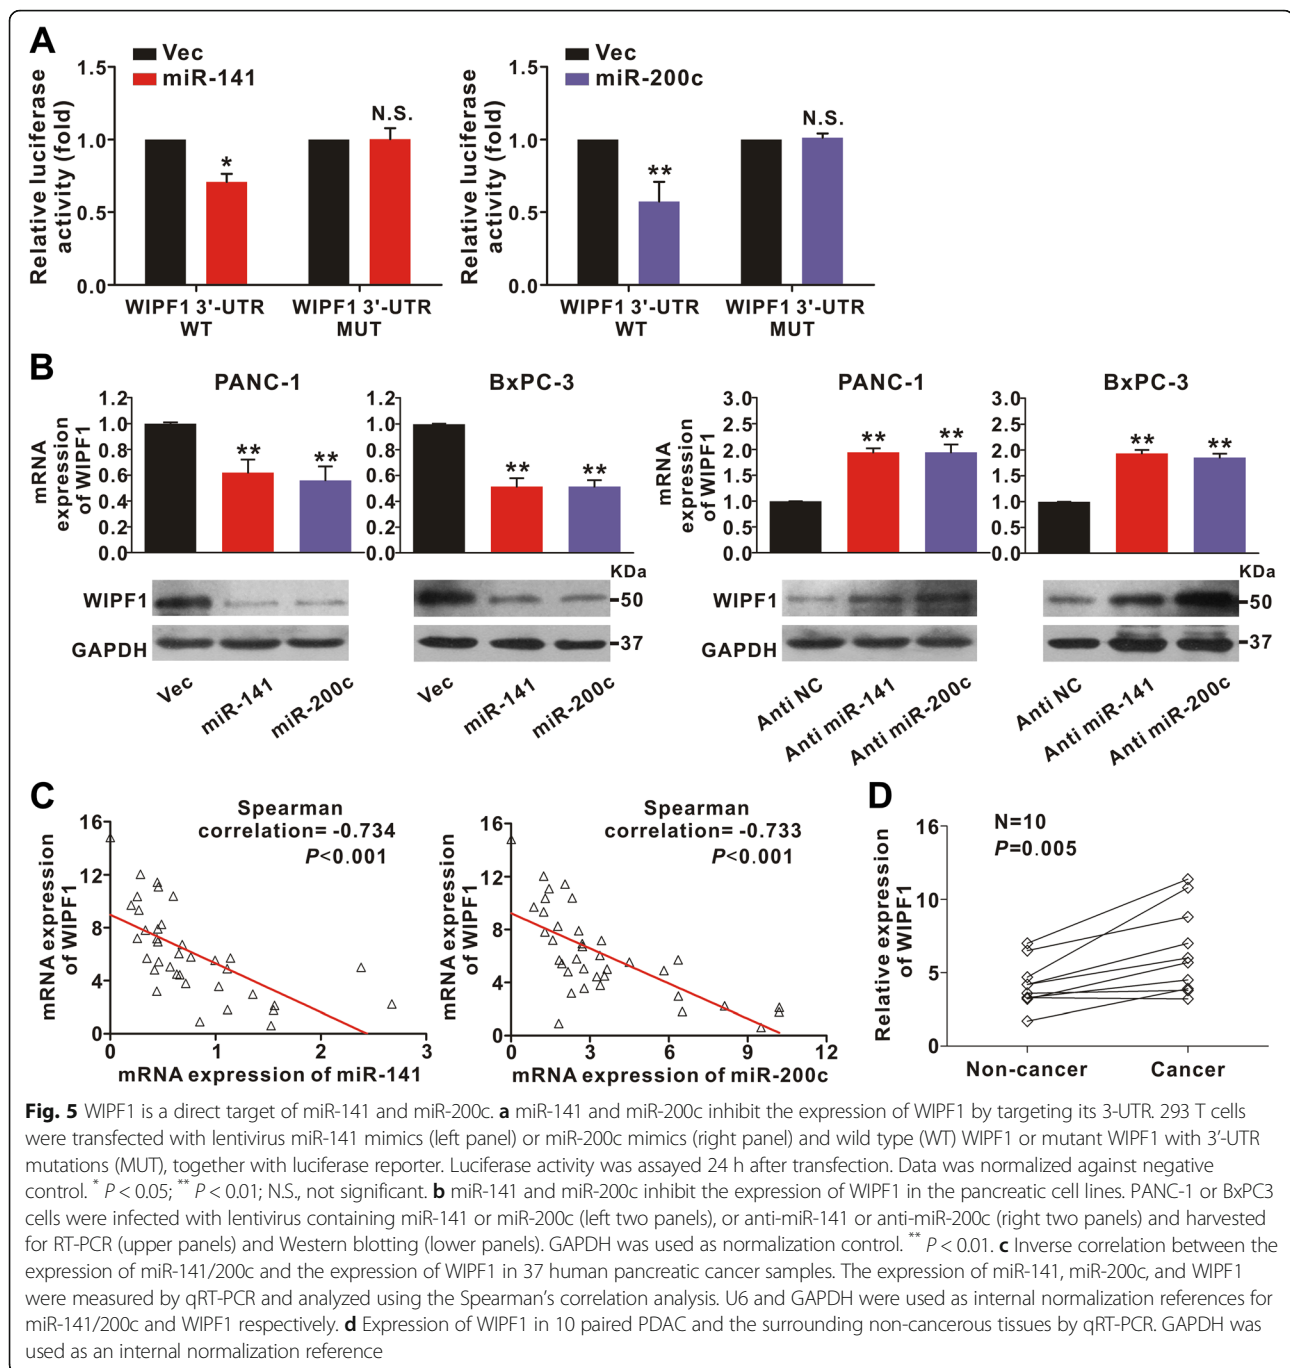 A
Vec
miR-141
Relative luciferase
activity (fold)
1.5
1.0
0.5
0.0
*
N.S.
WIPF1 3'-UTR
WT
WIPF1 3'-UTR
MUT
Vec
miR-200c
Relative luciferase
activity (fold)
1.5
1.0
0.5
0.0
**
N.S.
WIPF1 3'-UTR
WT
WIPF1 3'-UTR
MUT
B
PANC-1
mRNA
expression
of WIPF1
1.2
1.0
0.8
0.6
0.4
0.2
0.0
**
**
BxPC-3
1.2
1.0
0.8
0.6
0.4
0.2
0.0
**
**
PANC-1
mRNA
expression
of WIPF1
3.0
2.5
2.0
1.5
1.0
0.5
0.0
**
**
BxPC-3
3.0
2.5
2.0
1.5
1.0
0.5
0.0
**
**
WIPF1
GAPDH
KDa
50
37
Vec
miR-141
miR-200c
Vec
miR-141
miR-200c
WIPF1
GAPDH
KDa
50
37
Anti NC
Anti miR-141
Anti miR-200c
Anti NC
Anti miR-141
Anti miR-200c
C
Spearman
correlation= -0.734
P<0.001
mRNA expression
of WIPF1
16
12
8
4
0
0 1 2 3
mRNA expression of miR-141
Spearman
correlation= -0.733
P<0.001
mRNA expression
of WIPF1
16
12
8
4
0
0 3 6 9 12
mRNA expression of miR-200c
D
N=10
P=0.005
Relative expression
of WIPF1
16
10
5
0
Non-cancer Cancer
Fig. 5 WIPF1 is a direct target of miR-141 and miR-200c. a miR-141 and miR-200c inhibit the expression of WIPF1 by targeting its 3-UTR. 293 T cells
were transfected with lentivirus miR-141 mimics (left panel) or miR-200c mimics (right panel) and wild type (WT) WIPF1 or mutant WIPF1 with 3′-UTR
mutations (MUT), together with luciferase reporter. Luciferase activity was assayed 24 h after transfection. Data was normalized against negative
control. * P < 0.05; ** P < 0.01; N.S., not significant. b miR-141 and miR-200c inhibit the expression of WIPF1 in the pancreatic cell lines. PANC-1 or BxPC3
cells were infected with lentivirus containing miR-141 or miR-200c (left two panels), or anti-miR-141 or anti-miR-200c (right two panels) and harvested
for RT-PCR (upper panels) and Western blotting (lower panels). GAPDH was used as normalization control. ** P < 0.01. c Inverse correlation between the
expression of miR-141/200c and the expression of WIPF1 in 37 human pancreatic cancer samples. The expression of miR-141, miR-200c, and WIPF1
were measured by qRT-PCR and analyzed using the Spearman's correlation analysis. U6 and GAPDH were used as internal normalization references for
miR-141/200c and WIPF1 respectively. d Expression of WIPF1 in 10 paired PDAC and the surrounding non-cancerous tissues by qRT-PCR. GAPDH was
used as an internal normalization reference